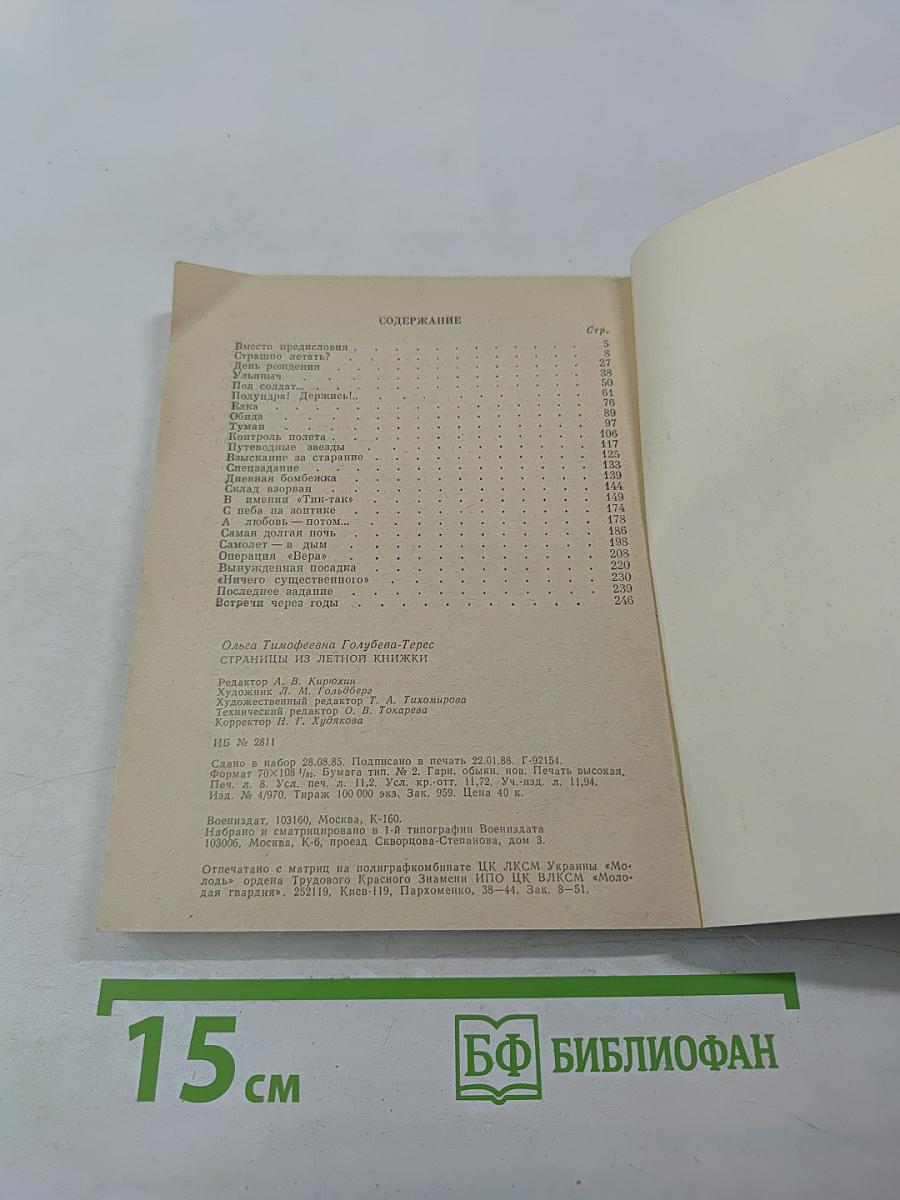 СОДЕРЖАНИЕ
Стр.
Вместо предисловия . . . . . . . . . . . . 5
Страшно летать? . . . . . . . . . . . . 8
День рождения . . . . . . . . . . . . 27
Ульяныч . . . . . . . . . . . . 38
Пел солдат... . . . . . . . . . . . . 50
Полундра! Держись!.. . . . . . . . . . . . 61
Елка . . . . . . . . . . . . 76
Обида . . . . . . . . . . . . 89
Туман . . . . . . . . . . . . 97
Контроль полета . . . . . . . . . . . . 106
Путеводные звезды . . . . . . . . . . . . 117
Взыскание за старание . . . . . . . . . . . . 125
Спецзадание . . . . . . . . . . . . 133
Дневная бомбежка . . . . . . . . . . . . 139
Склад взорван . . . . . . . . . . . . 144
В имении «Тик-так» . . . . . . . . . . . . 149
С неба на зонтике . . . . . . . . . . . . 174
А любовь — потом... . . . . . . . . . . . . 178
Самая долгая ночь . . . . . . . . . . . . 186
Самолет — в дым . . . . . . . . . . . . 198
Операция «Вера» . . . . . . . . . . . . 208
Вынужденная посадка . . . . . . . . . . . . 220
«Ничего существенного» . . . . . . . . . . . . 230
Последнее задание . . . . . . . . . . . . 239
Встречи через годы . . . . . . . . . . . . 246
Ольга Тимофеевна Голубева-Терес
СТРАНИЦЫ ИЗ ЛЕТНОЙ КНИЖКИ
Редактор А. В. Кирюхин
Художник Л. М. Гольдберг
Художественный редактор Т. А. Тихомирова
Технический редактор О. В. Токарева
Корректор Н. Г. Худякова
ИБ № 2811
Сдано в набор 28.08.85. Подписано в печать 22.01.88. Г-92154.
Формат 70×108 1/32. Бумага тип. № 2. Гарн. обыкн. нов. Печать высокая.
Печ. л. 8. Усл. печ. л. 11,2. Усл. кр.-отт. 11,72. Уч.-изд. л. 11,94.
Изд. № 4/970. Тираж 100 000 экз. Зак. 959. Цена 40 к.
Воениздат, 103160, Москва, К-160.
Набрано и сматрицировано в 1-й типографии Воениздата
103006, Москва, К-6, проезд Скворцова-Степанова, дом 3.
Отпечатано с матриц на полиграфкомбинате ЦК ЛКСМ Украины «Мо-
лодь» ордена Трудового Красного Знамени ИПО ЦК ВЛКСМ «Моло-
дая гвардия». 252119, Киев-119, Пархоменко, 38—44. Зак. 8—51.
15 см
БФ БИБЛИОФАН